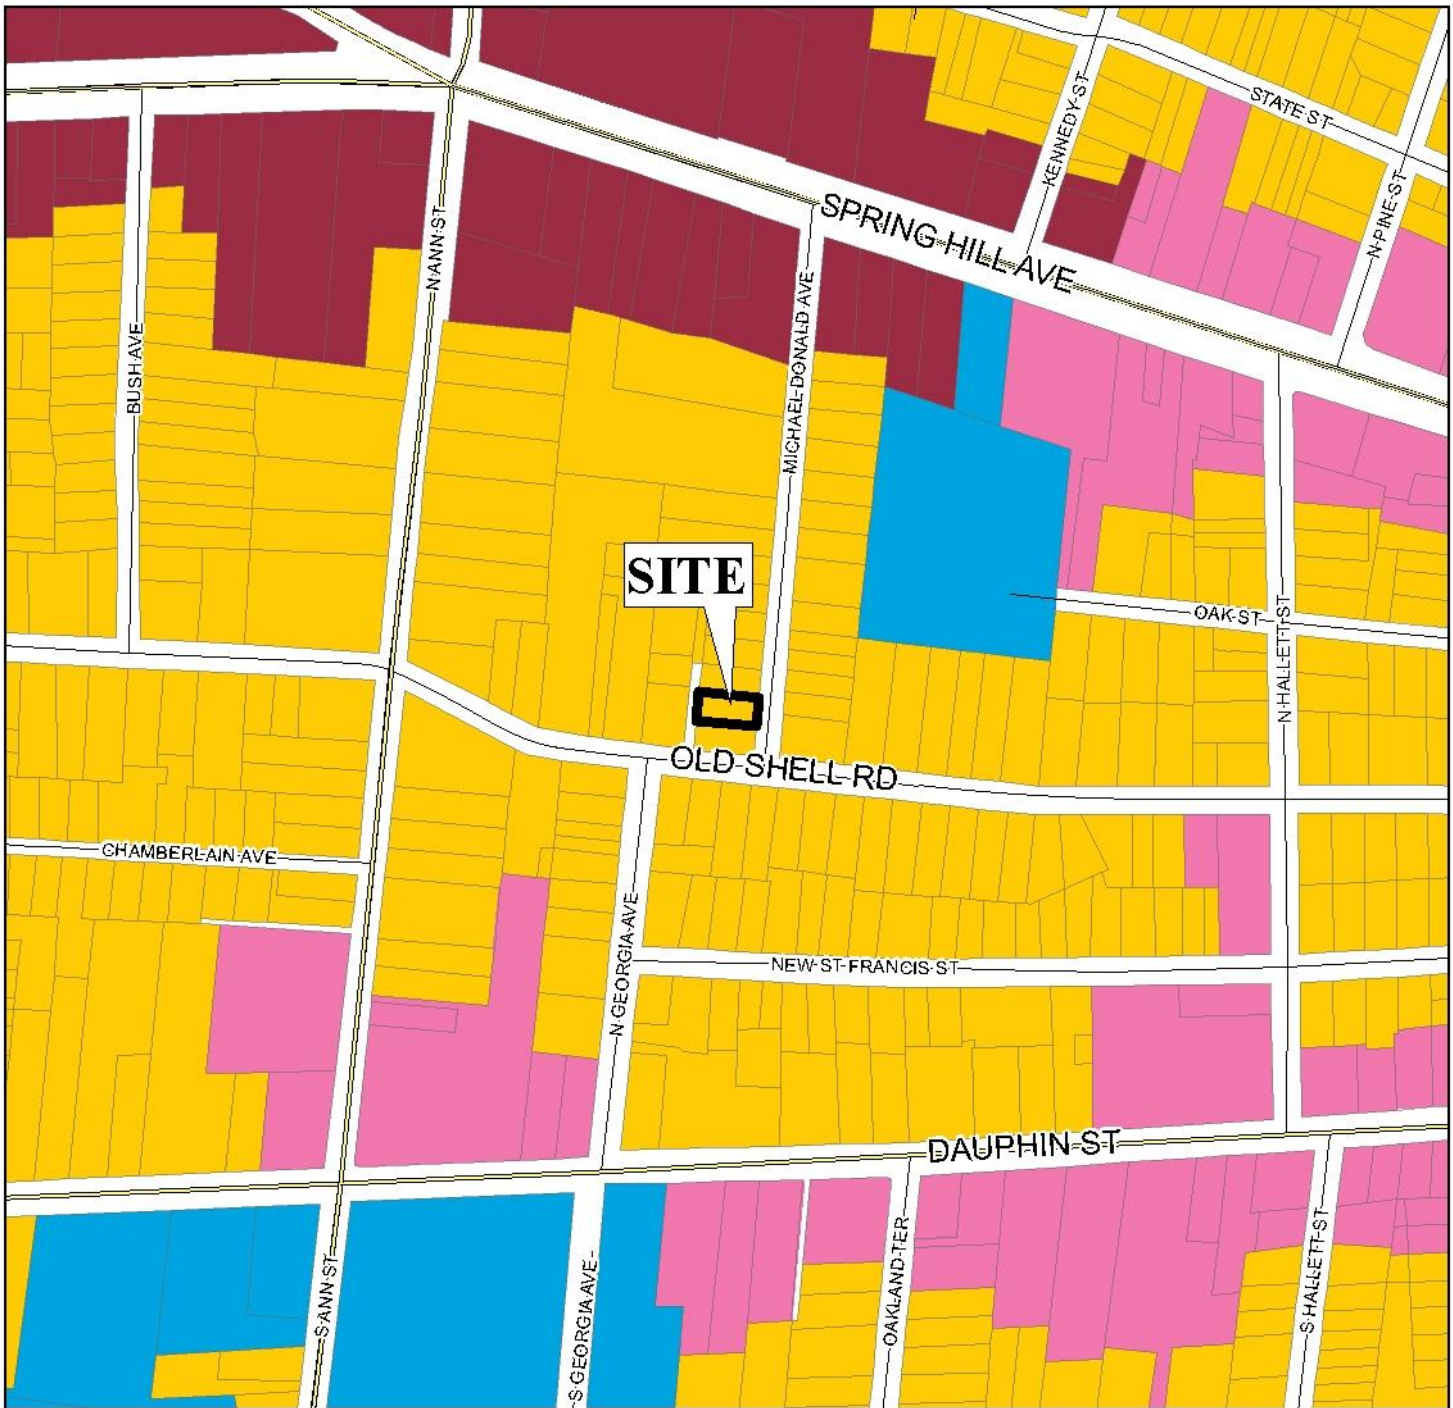 STATE ST
KENNEDY ST
N PINE ST
SPRING HILL AVE
N ANN ST
MICHAEL DONALD AVE
BUSH AVE
SITE
OAK ST
N HALLETT ST
OLD SHELL RD
CHAMBERLAIN AVE
N GEORGIA AVE
NEW ST FRANCIS ST
DAUPHIN ST
S ANN ST
S GEORGIA AVE
OAKLAND TER
S HALLETT ST